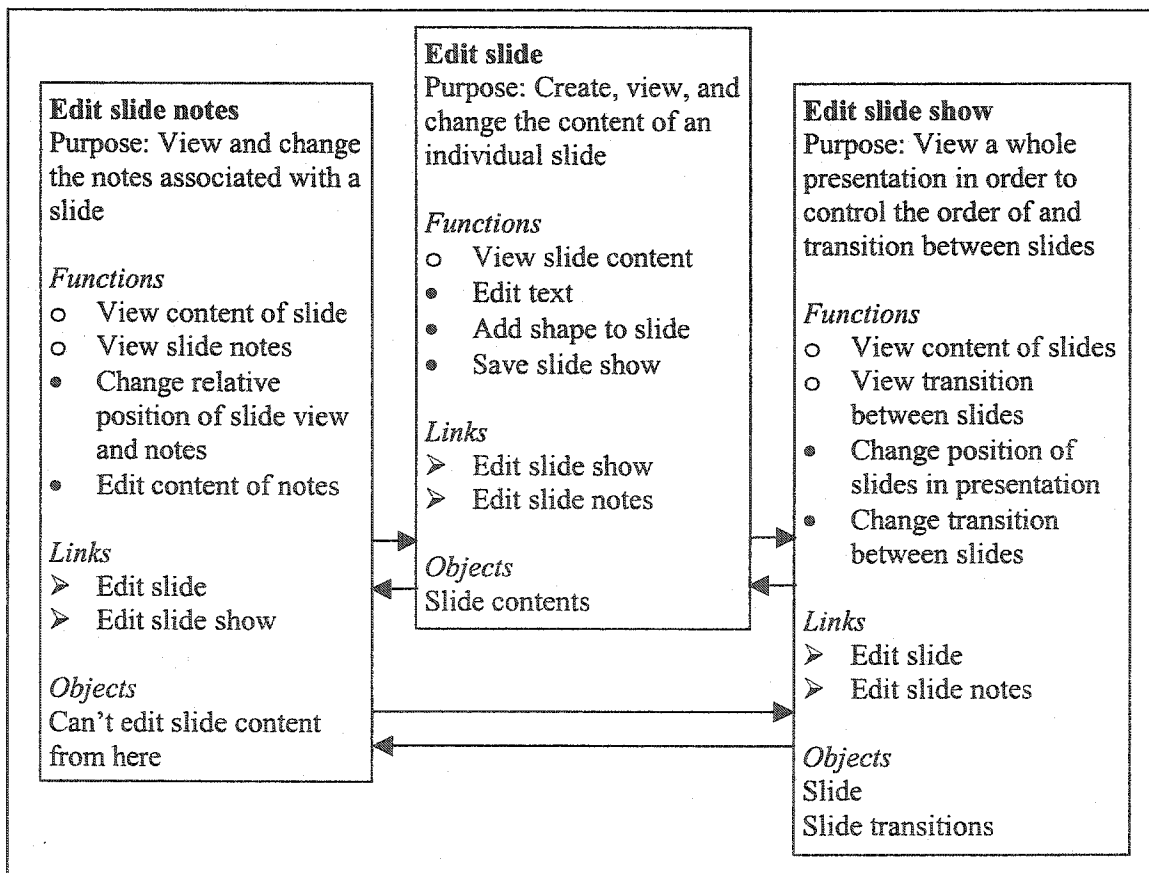 Edit slide notes
Purpose: View and change
the notes associated with a
slide
Functions
o View content of slide
o View slide notes
• Change relative
position of slide view
and notes
• Edit content of notes
Links
➢ Edit slide
➢ Edit slide show
Objects
Can't edit slide content
from here
Edit slide
Purpose: Create, view, and
change the content of an
individual slide
Functions
o View slide content
• Edit text
• Add shape to slide
• Save slide show
Links
➢ Edit slide show
➢ Edit slide notes
Objects
Slide contents
Edit slide show
Purpose: View a whole
presentation in order to
control the order of and
transition between slides
Functions
o View content of slides
o View transition
between slides
• Change position of
slides in presentation
• Change transition
between slides
Links
➢ Edit slide
➢ Edit slide notes
Objects
Slide
Slide transitions